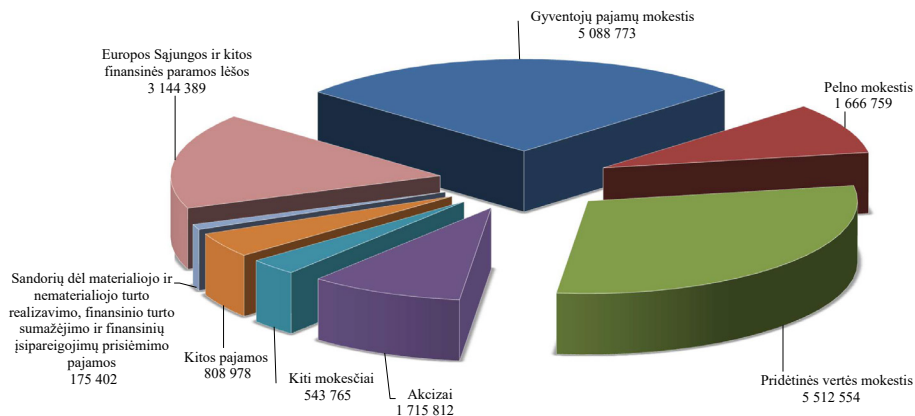 Gyventojų pajamų mokestis
5 088 773
Pelno mokestis
1 666 759
Pridėtinės vertės mokestis
5 512 554
Akcizai
1 715 812
Kiti mokesčiai
543 765
Kitos pajamos
808 978
Sandorių dėl materialiojo ir
nematerialiojo turto
realizavimo, finansinio turto
sumažėjimo ir finansinių
įsipareigojimų prisiėmimo
pajamos
175 402
Europos Sąjungos ir kitos
finansinės paramos lėšos
3 144 389